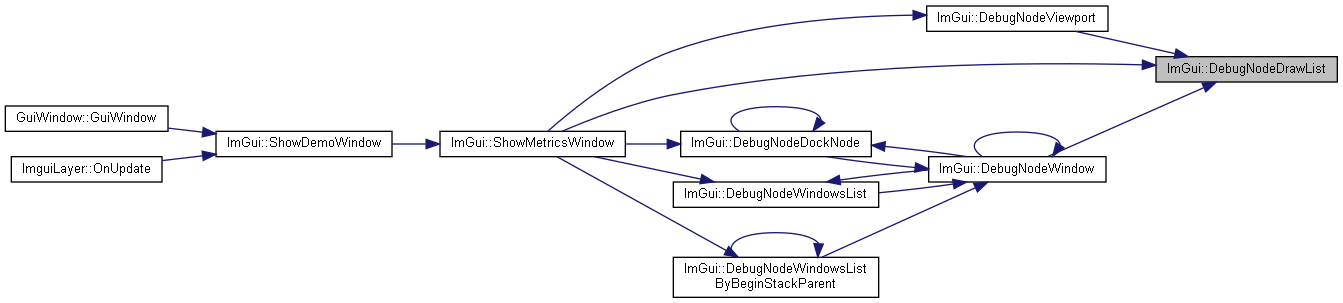 ImGui::DebugNodeViewport
ImGui::DebugNodeDrawList
GuiWindow::GuiWindow
ImGui::ShowDemoWindow
ImGui::ShowMetricsWindow
ImGui::DebugNodeDockNode
ImguiLayer::OnUpdate
ImGui::DebugNodeWindow
ImGui::DebugNodeWindowsList
ImGui::DebugNodeWindowsList
ByBeginStackParent